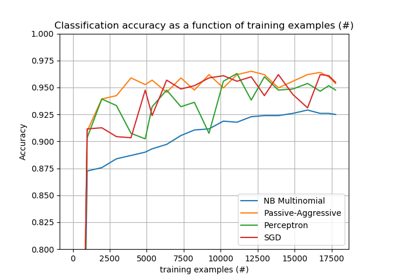 Classification accuracy as a function of training examples (#)
1.000
0.975
0.950
0.925
0.900
0.875
0.850
0.825
0.800
Accuracy
NB Multinomial
Passive-Aggressive
Perceptron
SGD
0 2500 5000 7500 10000 12500 15000 17500
training examples (#)